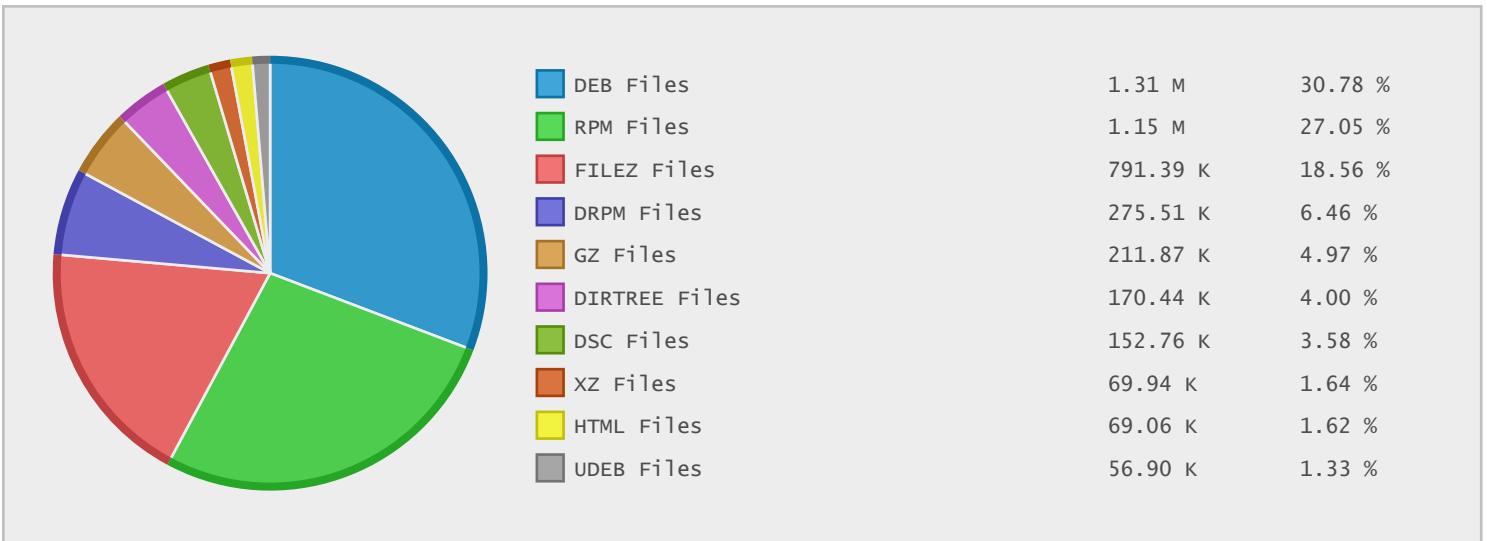 DEB Files 1.31 M 30.78 %
RPM Files 1.15 M 27.05 %
FILEZ Files 791.39 K 18.56 %
DRPM Files 275.51 K 6.46 %
GZ Files 211.87 K 4.97 %
DIRTREE Files 170.44 K 4.00 %
DSC Files 152.76 K 3.58 %
XZ Files 69.94 K 1.64 %
HTML Files 69.06 K 1.62 %
UDEB Files 56.90 K 1.33 %